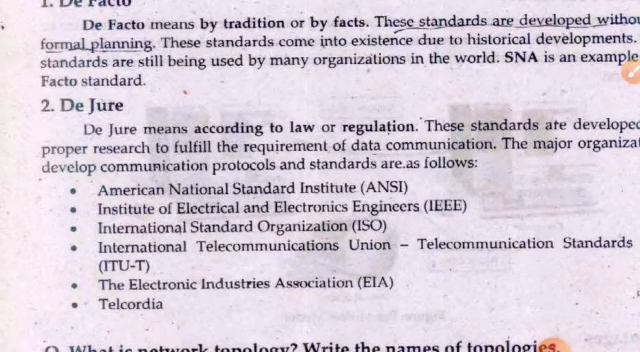 1. De Facto
De Facto means by tradition or by facts. These standards are developed
formal planning. These standards come into existence due to historical developments.
standards are still being used by many organizations in the world. SNA is an example
Facto standard.
2. De Jure
De Jure means according to law or regulation. These standards are
proper research to fulfill the requirement of data communication. The major
develop communication protocols and standards are.as follows:
• American National Standard Institute (ANSI)
• Institute of Electrical and Electronics Engineers (IEEE)
• International Standard Organization (ISO)
• International Telecommunications Union – Telecommunication Standards
(ITU-T)
• The Electronic Industries Association (EIA)
• Telcordia
Q. What is network topology? Write the names of topologies.